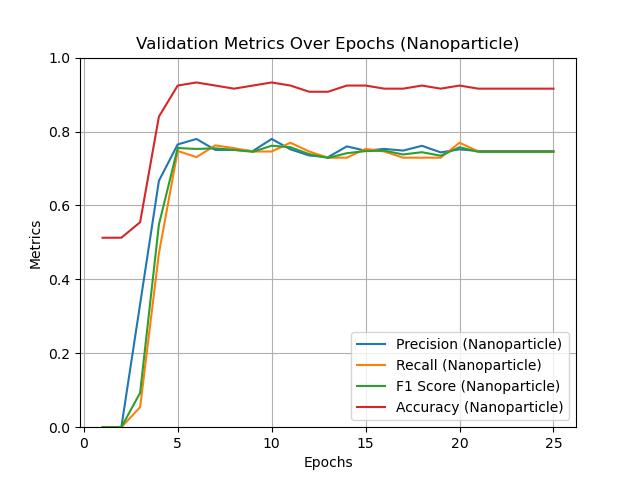 Validation Metrics Over Epochs (Nanoparticle)
1.0
0.8
0.6
0.4
0.2
0.0
Metrics
0 5 10 15 20 25
Epochs
Precision (Nanoparticle)
Recall (Nanoparticle)
F1 Score (Nanoparticle)
Accuracy (Nanoparticle)